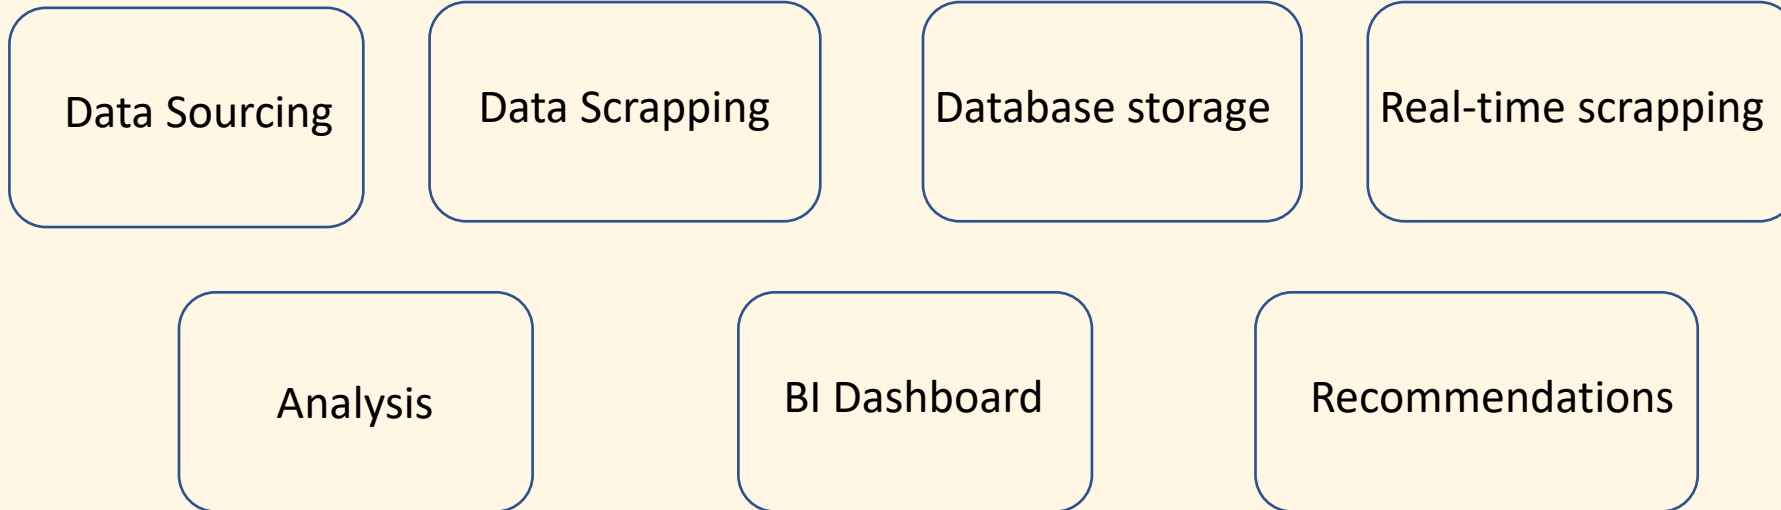 Data Sourcing
Data Scrapping
Database storage
Real-time scrapping
Analysis
BI Dashboard
Recommendations